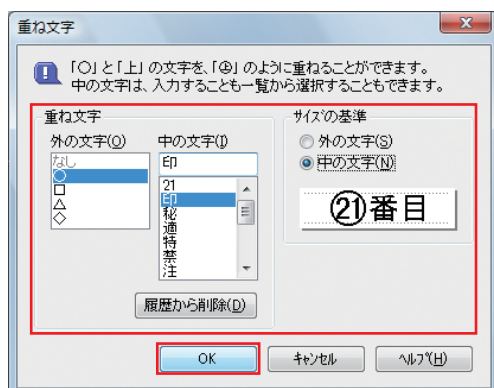 重ね文字
「○」と「上」の文字を、「㊤」のように重ねることができます。
中の文字は、入力することも一覧から選択することもできます。
重ね文字
外の文字(O)
なし
○
□
△
◇
中の文字(I)
印
21
印
秘
適
特
禁
注
履歴から削除(D)
サイズの基準
外の文字(S)
中の文字(N)
㉑番目
OK
キャンセル
ヘルプ(H)